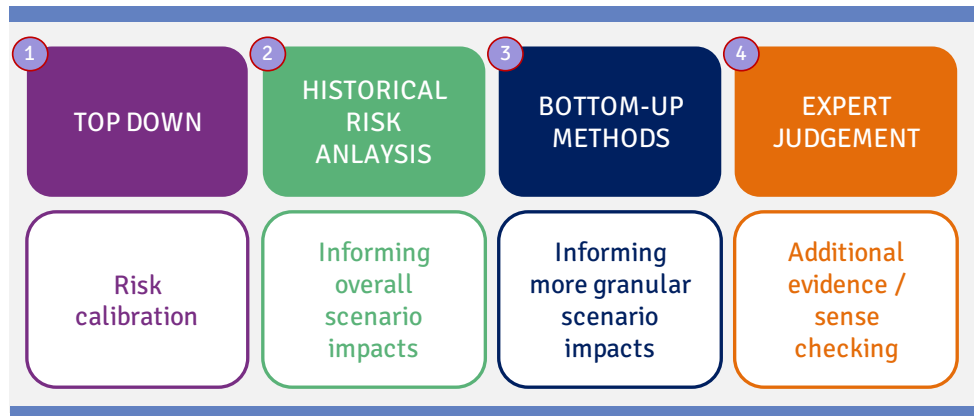 1
TOP DOWN
Risk
calibration
2
HISTORICAL
RISK
ANLAYSIS
Informing
overall
scenario
impacts
3
BOTTOM-UP
METHODS
Informing
more granular
scenario
impacts
4
EXPERT
JUDGEMENT
Additional
evidence /
sense
checking